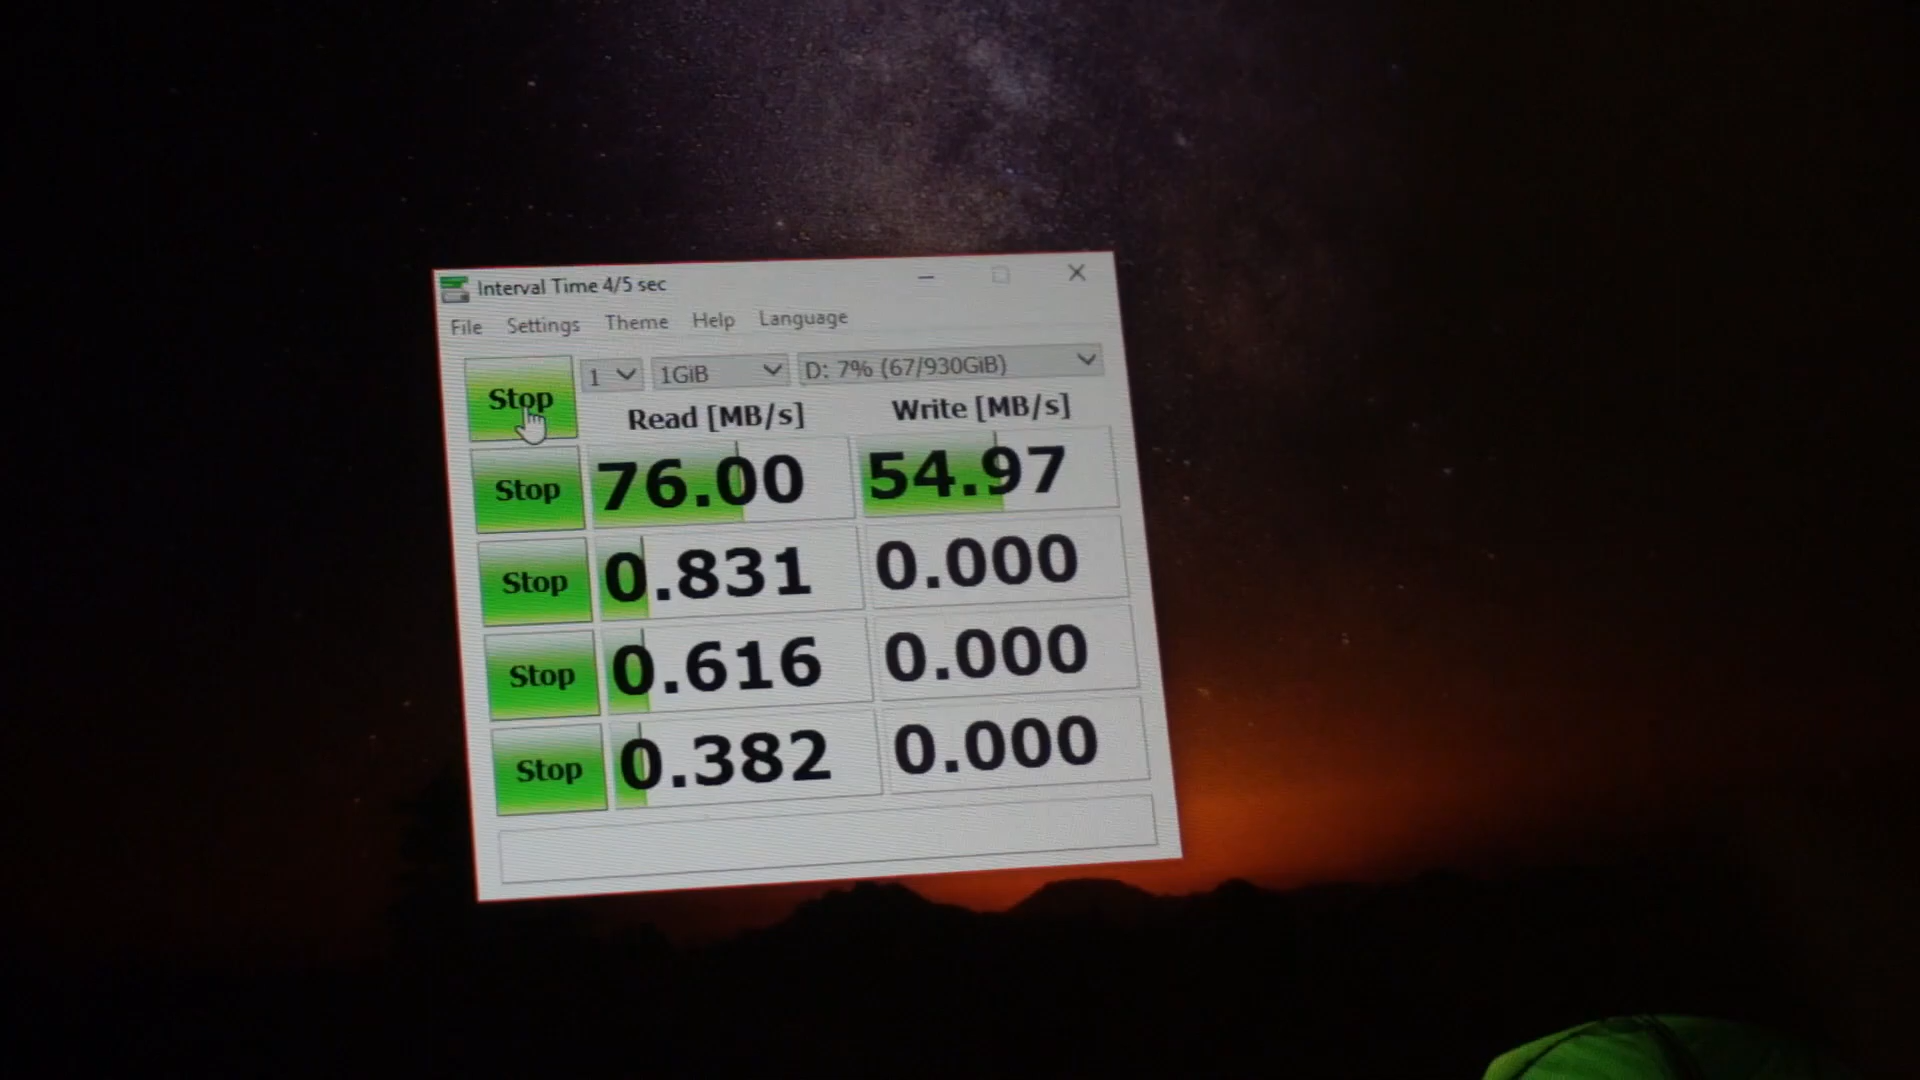 Interval Time 4/5 sec
File Settings Theme Help Language
Stop 1 1GiB D: 7% (67/930GiB)
Read [MB/s] Write [MB/s]
Stop 76.00 54.97
Stop 0.831 0.000
Stop 0.616 0.000
Stop 0.382 0.000